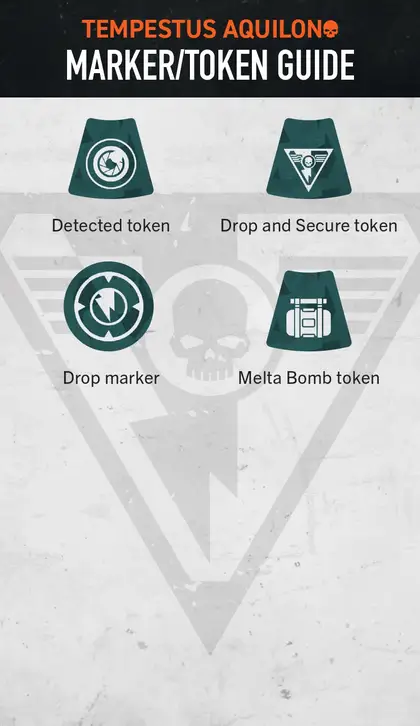 TEMPESTUS AQUILON
MARKER/TOKEN GUIDE
Detected token
Drop and Secure token
Drop marker
Melta Bomb token